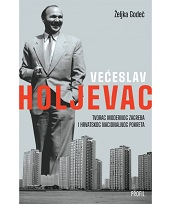 Željka Godeč
VEĆESLAV
HOLJEVAC
TVORAC MODERNOG ZAGREBA
I HRVATSKOG NACIONALNOG POKRETA
PROFIL